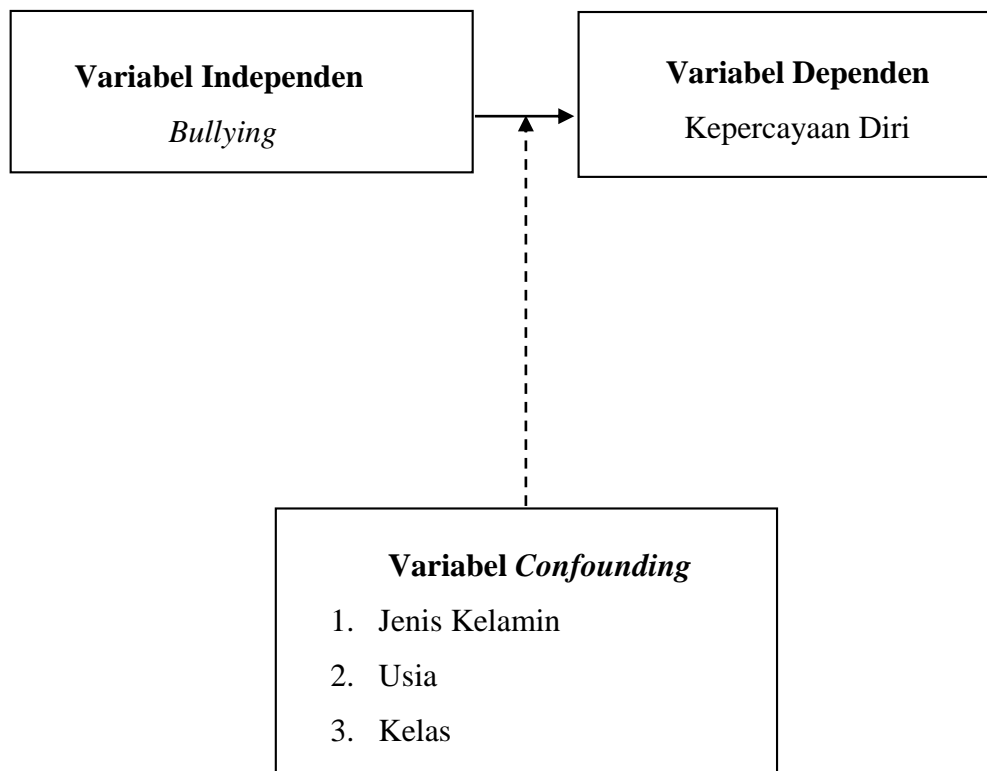 Variabel Independen
Bullying
Variabel Dependen
Kepercayaan Diri
Variabel Confounding
1. Jenis Kelamin
2. Usia
3. Kelas